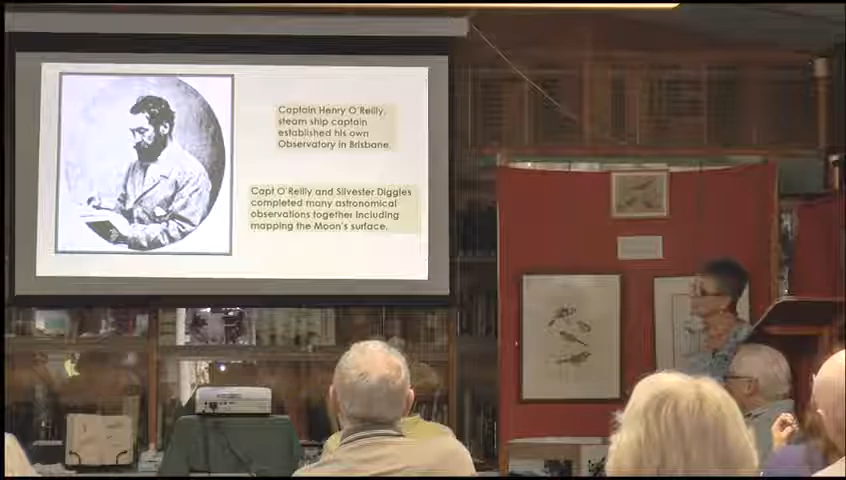 Captain Henry O'Reilly,
steam ship captain
established his own
Observatory in Brisbane.
Capt O'Reilly and Silvester Diggles
completed many astronomical
observations together including
mapping the Moon's surface.